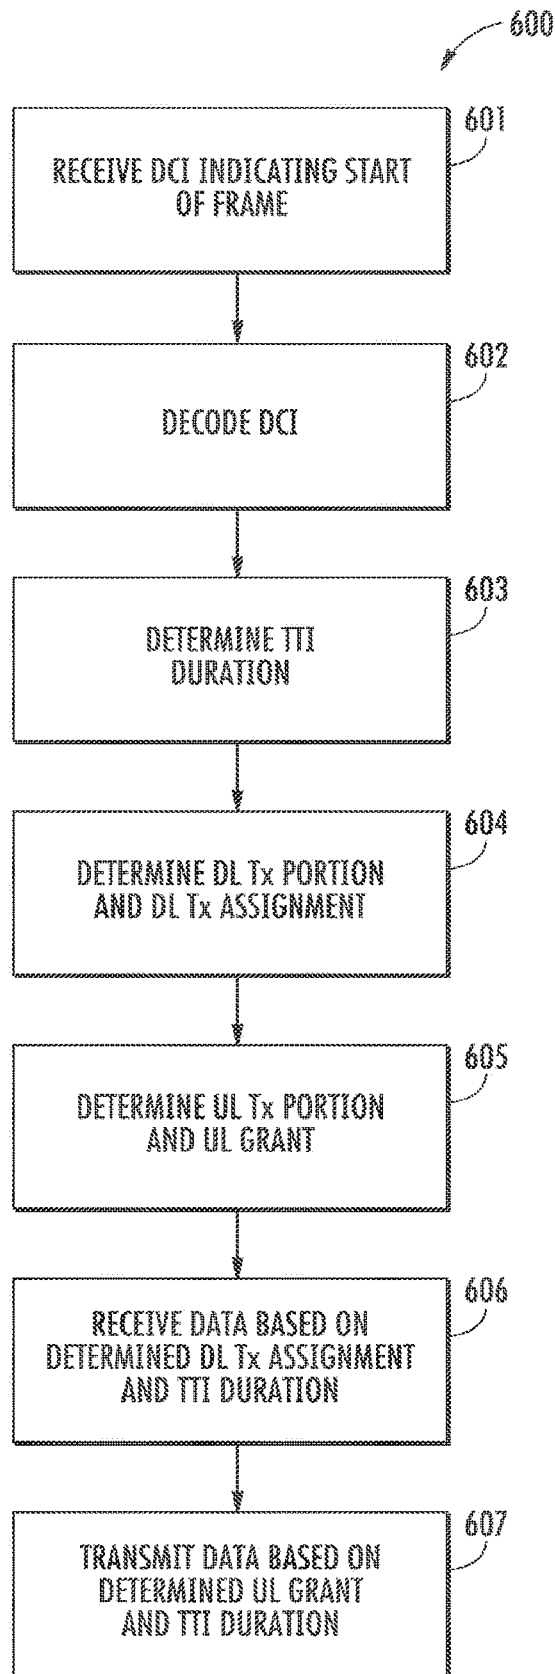 600
601
RECEIVE DCI INDICATING START
OF FRAME
602
DECODE DCI
603
DETERMINE TTI
DURATION
604
DETERMINE DL Tx PORTION
AND DL Tx ASSIGNMENT
605
DETERMINE UL Tx PORTION
AND UL GRANT
606
RECEIVE DATA BASED ON
DETERMINED DL Tx ASSIGNMENT
AND TTI DURATION
607
TRANSMIT DATA BASED ON
DETERMINED UL GRANT
AND TTI DURATION